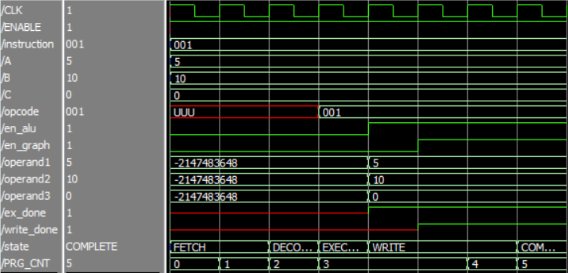 /CLK 1
/ENABLE 1
/instruction 001 001
/A 5 5
/B 10 10
/C 0 0
/opcode 001 UUU 001
/en_alu 1
/en_graph 1
/operand1 5 -2147483648 5
/operand2 10 -2147483648 10
/operand3 0 -2147483648 0
/ex_done 1
/write_done 1
/state COMPLETE FETCH DECO... EXEC... WRITE COM...
/PRG_CNT 5 0 1 2 3 4 5